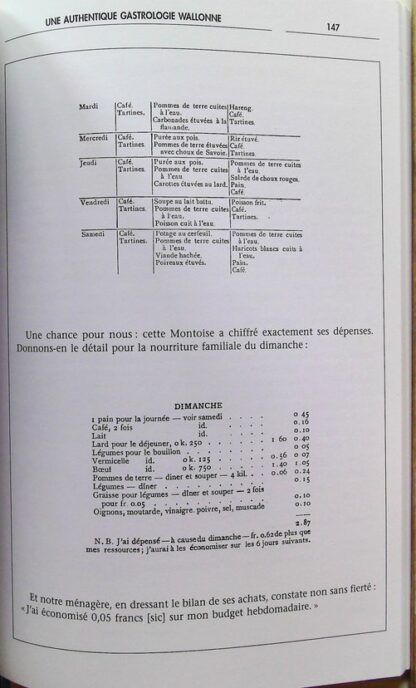 UNE AUTHENTIQUE GASTROLOGIE WALLONNE 147
Mardi Café. Pommes de terre cuites Hareng.
Tartines. à l'eau. Café.
Carbonades étuvées à la Tartines.
flamande.
Mercredi Café. Purée aux pois. Riz étuvé.
Tartines. Pommes de terre étuvées Café.
avec choux de Savoie. Tartines
Jeudi Café. Purée aux pois. Pommes de terre cuites
Tartines. Pommes de terre cuites à l'eau.
à l'eau. Salade de choux rouges.
Carottes étuvées au lard. Pain.
Café.
Vendredi Café. Soupe au lait battu. Poisson frit.
Tartines. Pommes de terre cuites Café.
à l'eau. Tartines.
Poisson cuit à l'eau.
Samedi Café. Potage au cerfeuil. Pommes de terre cuites
Tartines. Pommes de terre cuites à l'eau.
à l'eau. Haricots blancs cuits à
Viande hachée. l'eau.
Poireaux étuvés. Pain.
Café.
Une chance pour nous : cette Montoise a chiffré exactement ses dépenses.
Donnons-en le détail pour la nourriture familiale du dimanche :
DIMANCHE
1 pain pour la journée — voir samedi . . . . 0 45
Café, 2 fois id. . . . . 0.16
Lait id. . . . . 0.10
Lard pour le déjeuner, 0 k. 250 . . . . 1 60 0.40
Légumes pour le bouillon . . . . 0 05
Vermicelle id. 0 k. 125 . . . . 0.56 0 07
Bœuf id. 0 k. 750 . . . . 1.40 1 05
Pommes de terre — dîner et souper — 4 kil. . . 0.06 0.24
Légumes — dîner . . . . 0.15
Graisse pour légumes — dîner et souper — 2 fois
pour fr. 0.05 . . . . 0.10
Oignons, moutarde, vinaigre, poivre, sel, muscade 0.10
2.87
N. B. J'ai dépensé — à cause du dimanche — fr. 0.62 de plus que
mes ressources ; j'aurai à les économiser sur les 6 jours suivants.
Et notre ménagère, en dressant le bilan de ses achats, constate non sans fierté :
«J'ai économisé 0,05 francs [sic] sur mon budget hebdomadaire. »